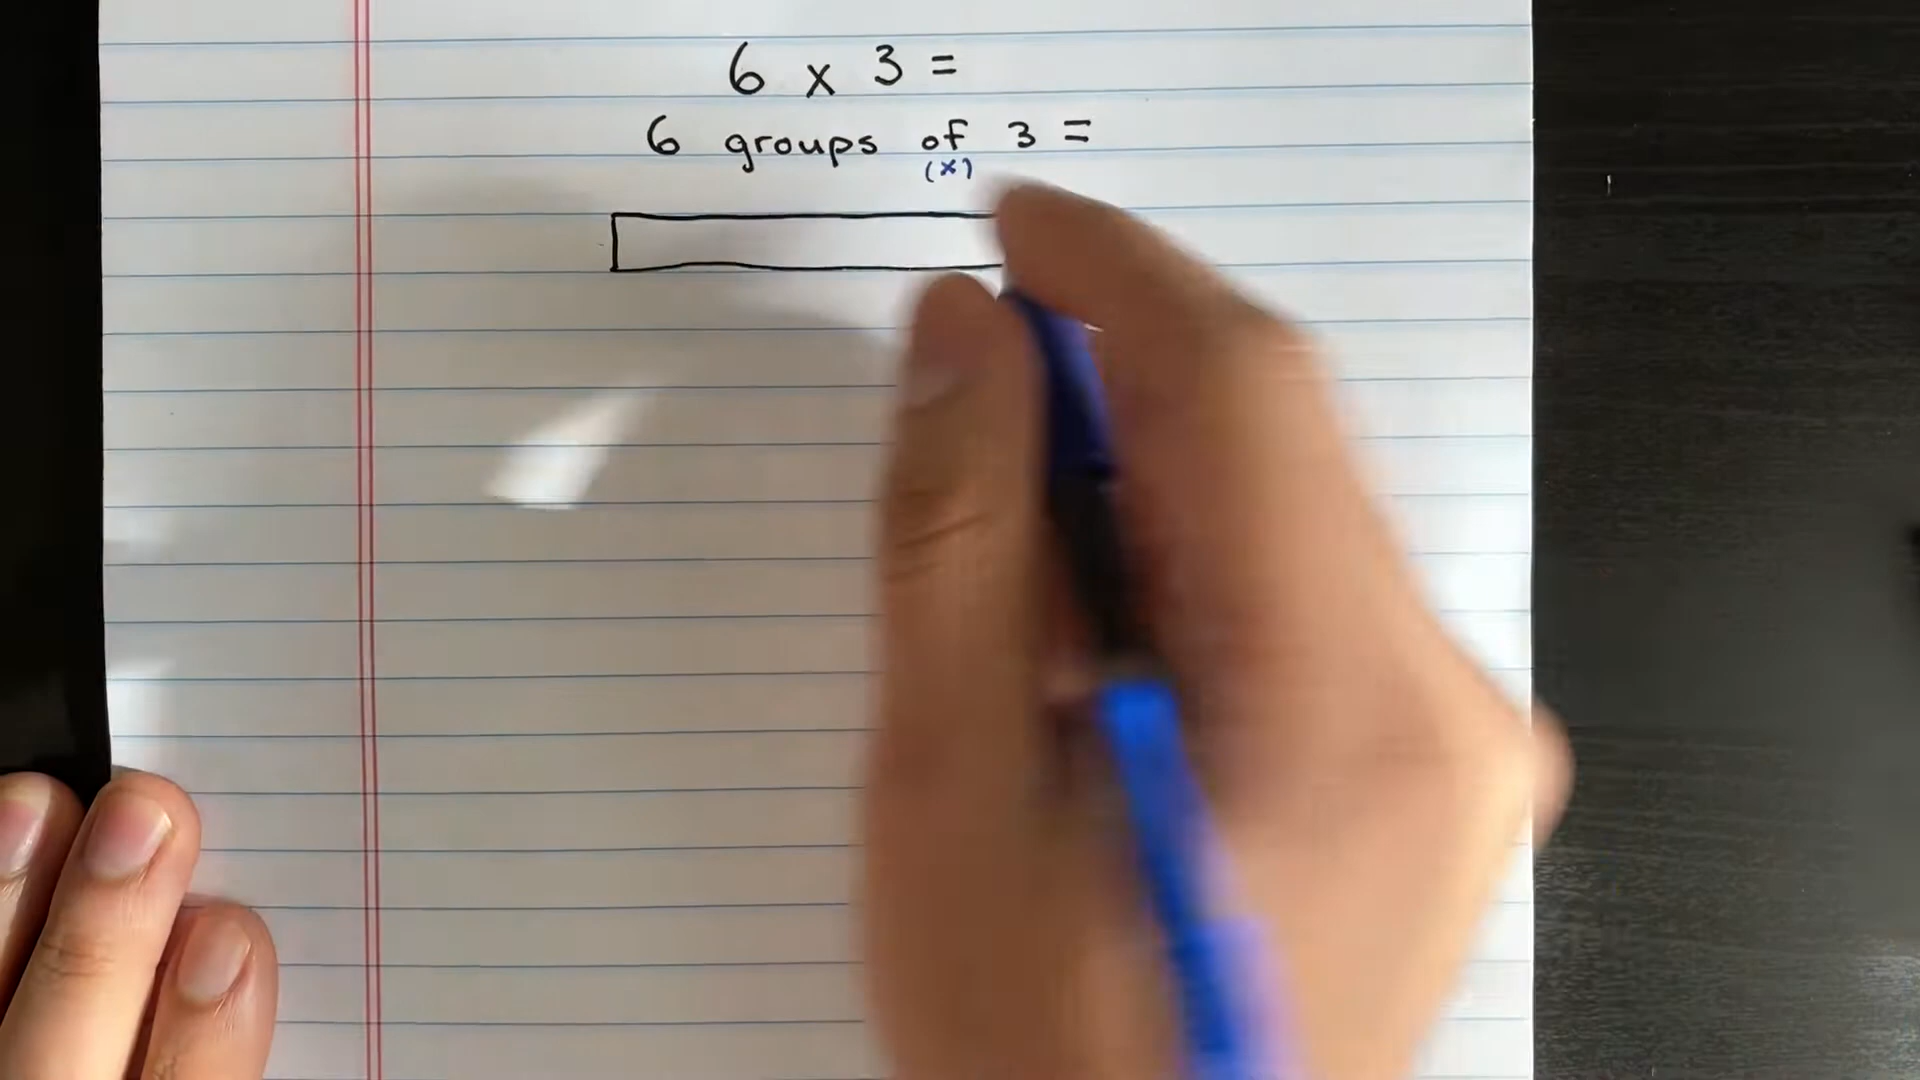 6 x 3 =
6 groups of 3 =
(x)